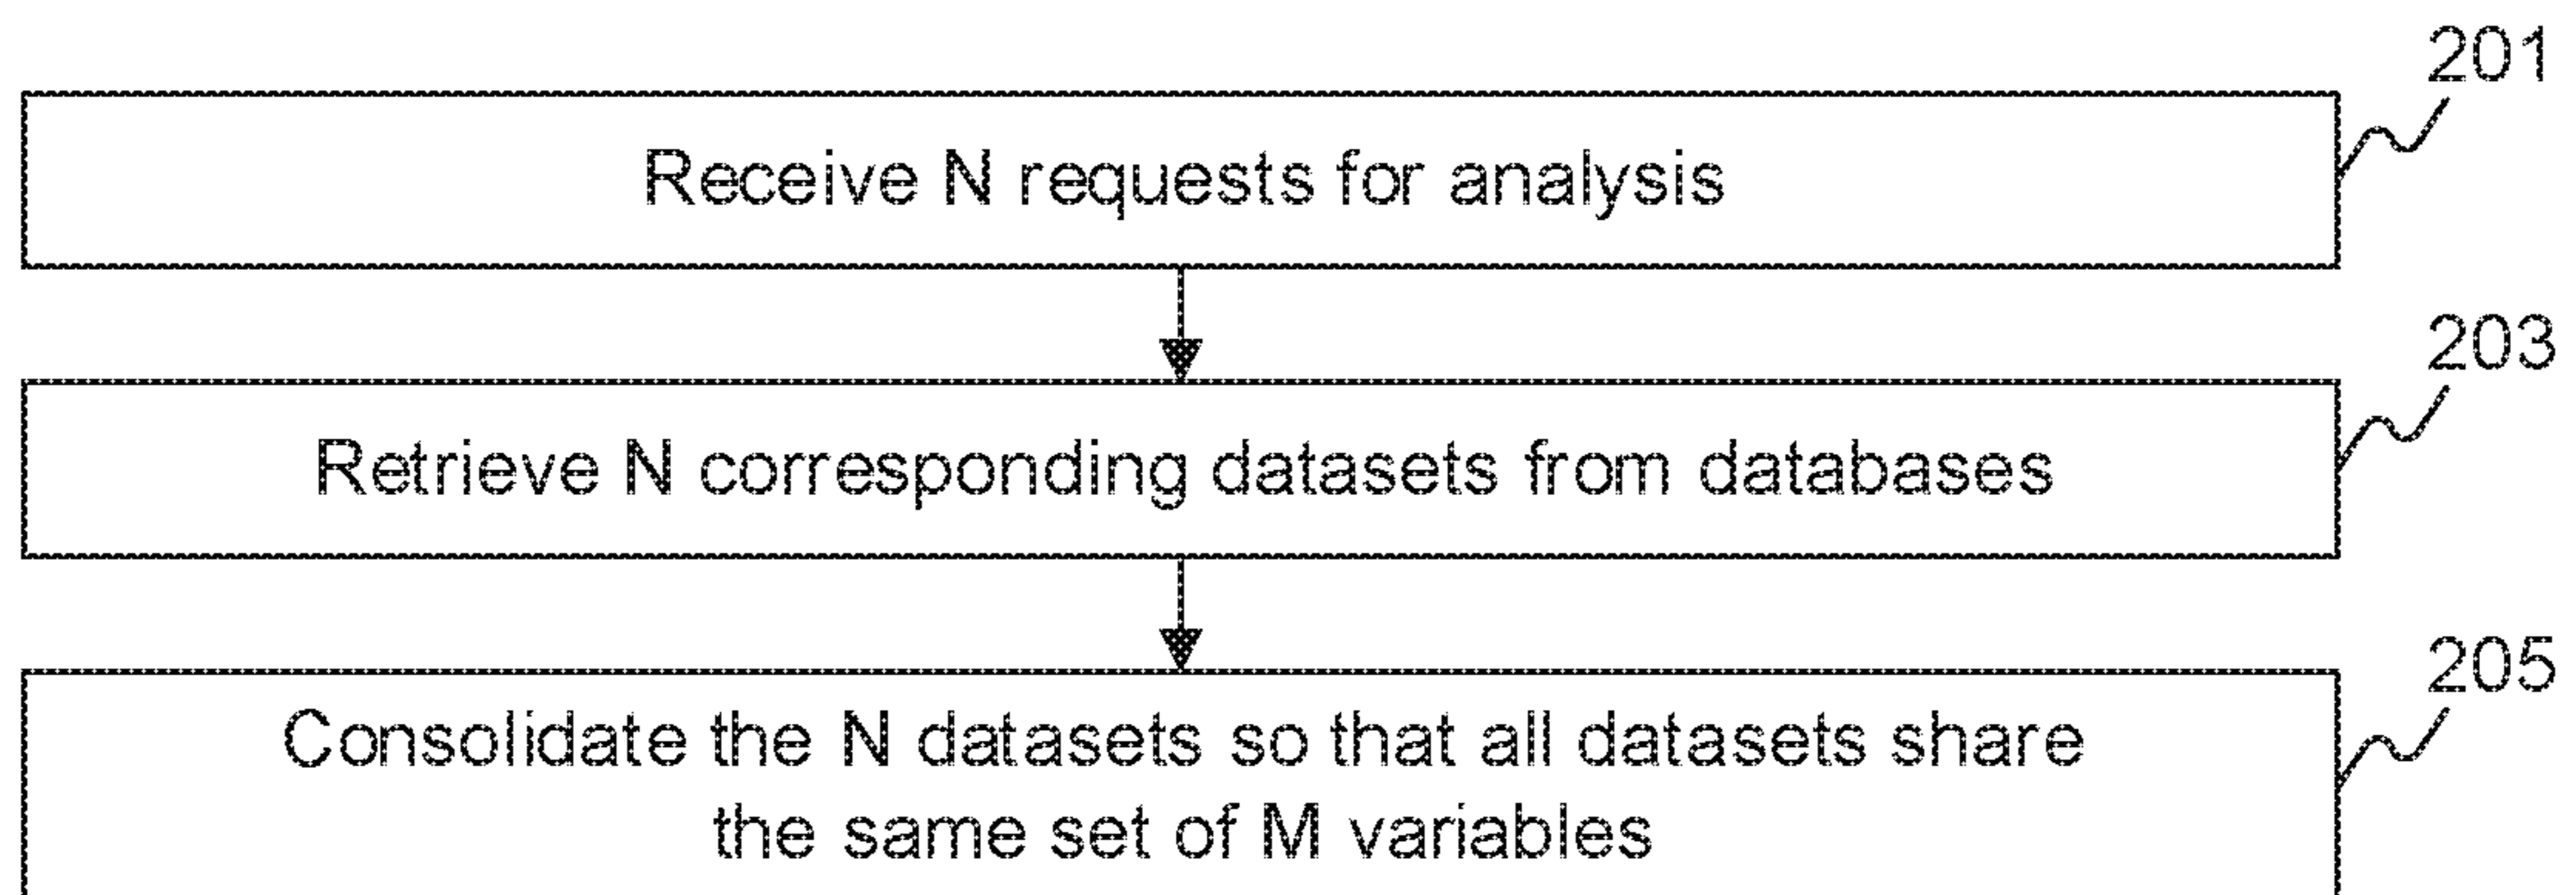 201
Receive N requests for analysis
203
Retrieve N corresponding datasets from databases
205
Consolidate the N datasets so that all datasets share
the same set of M variables